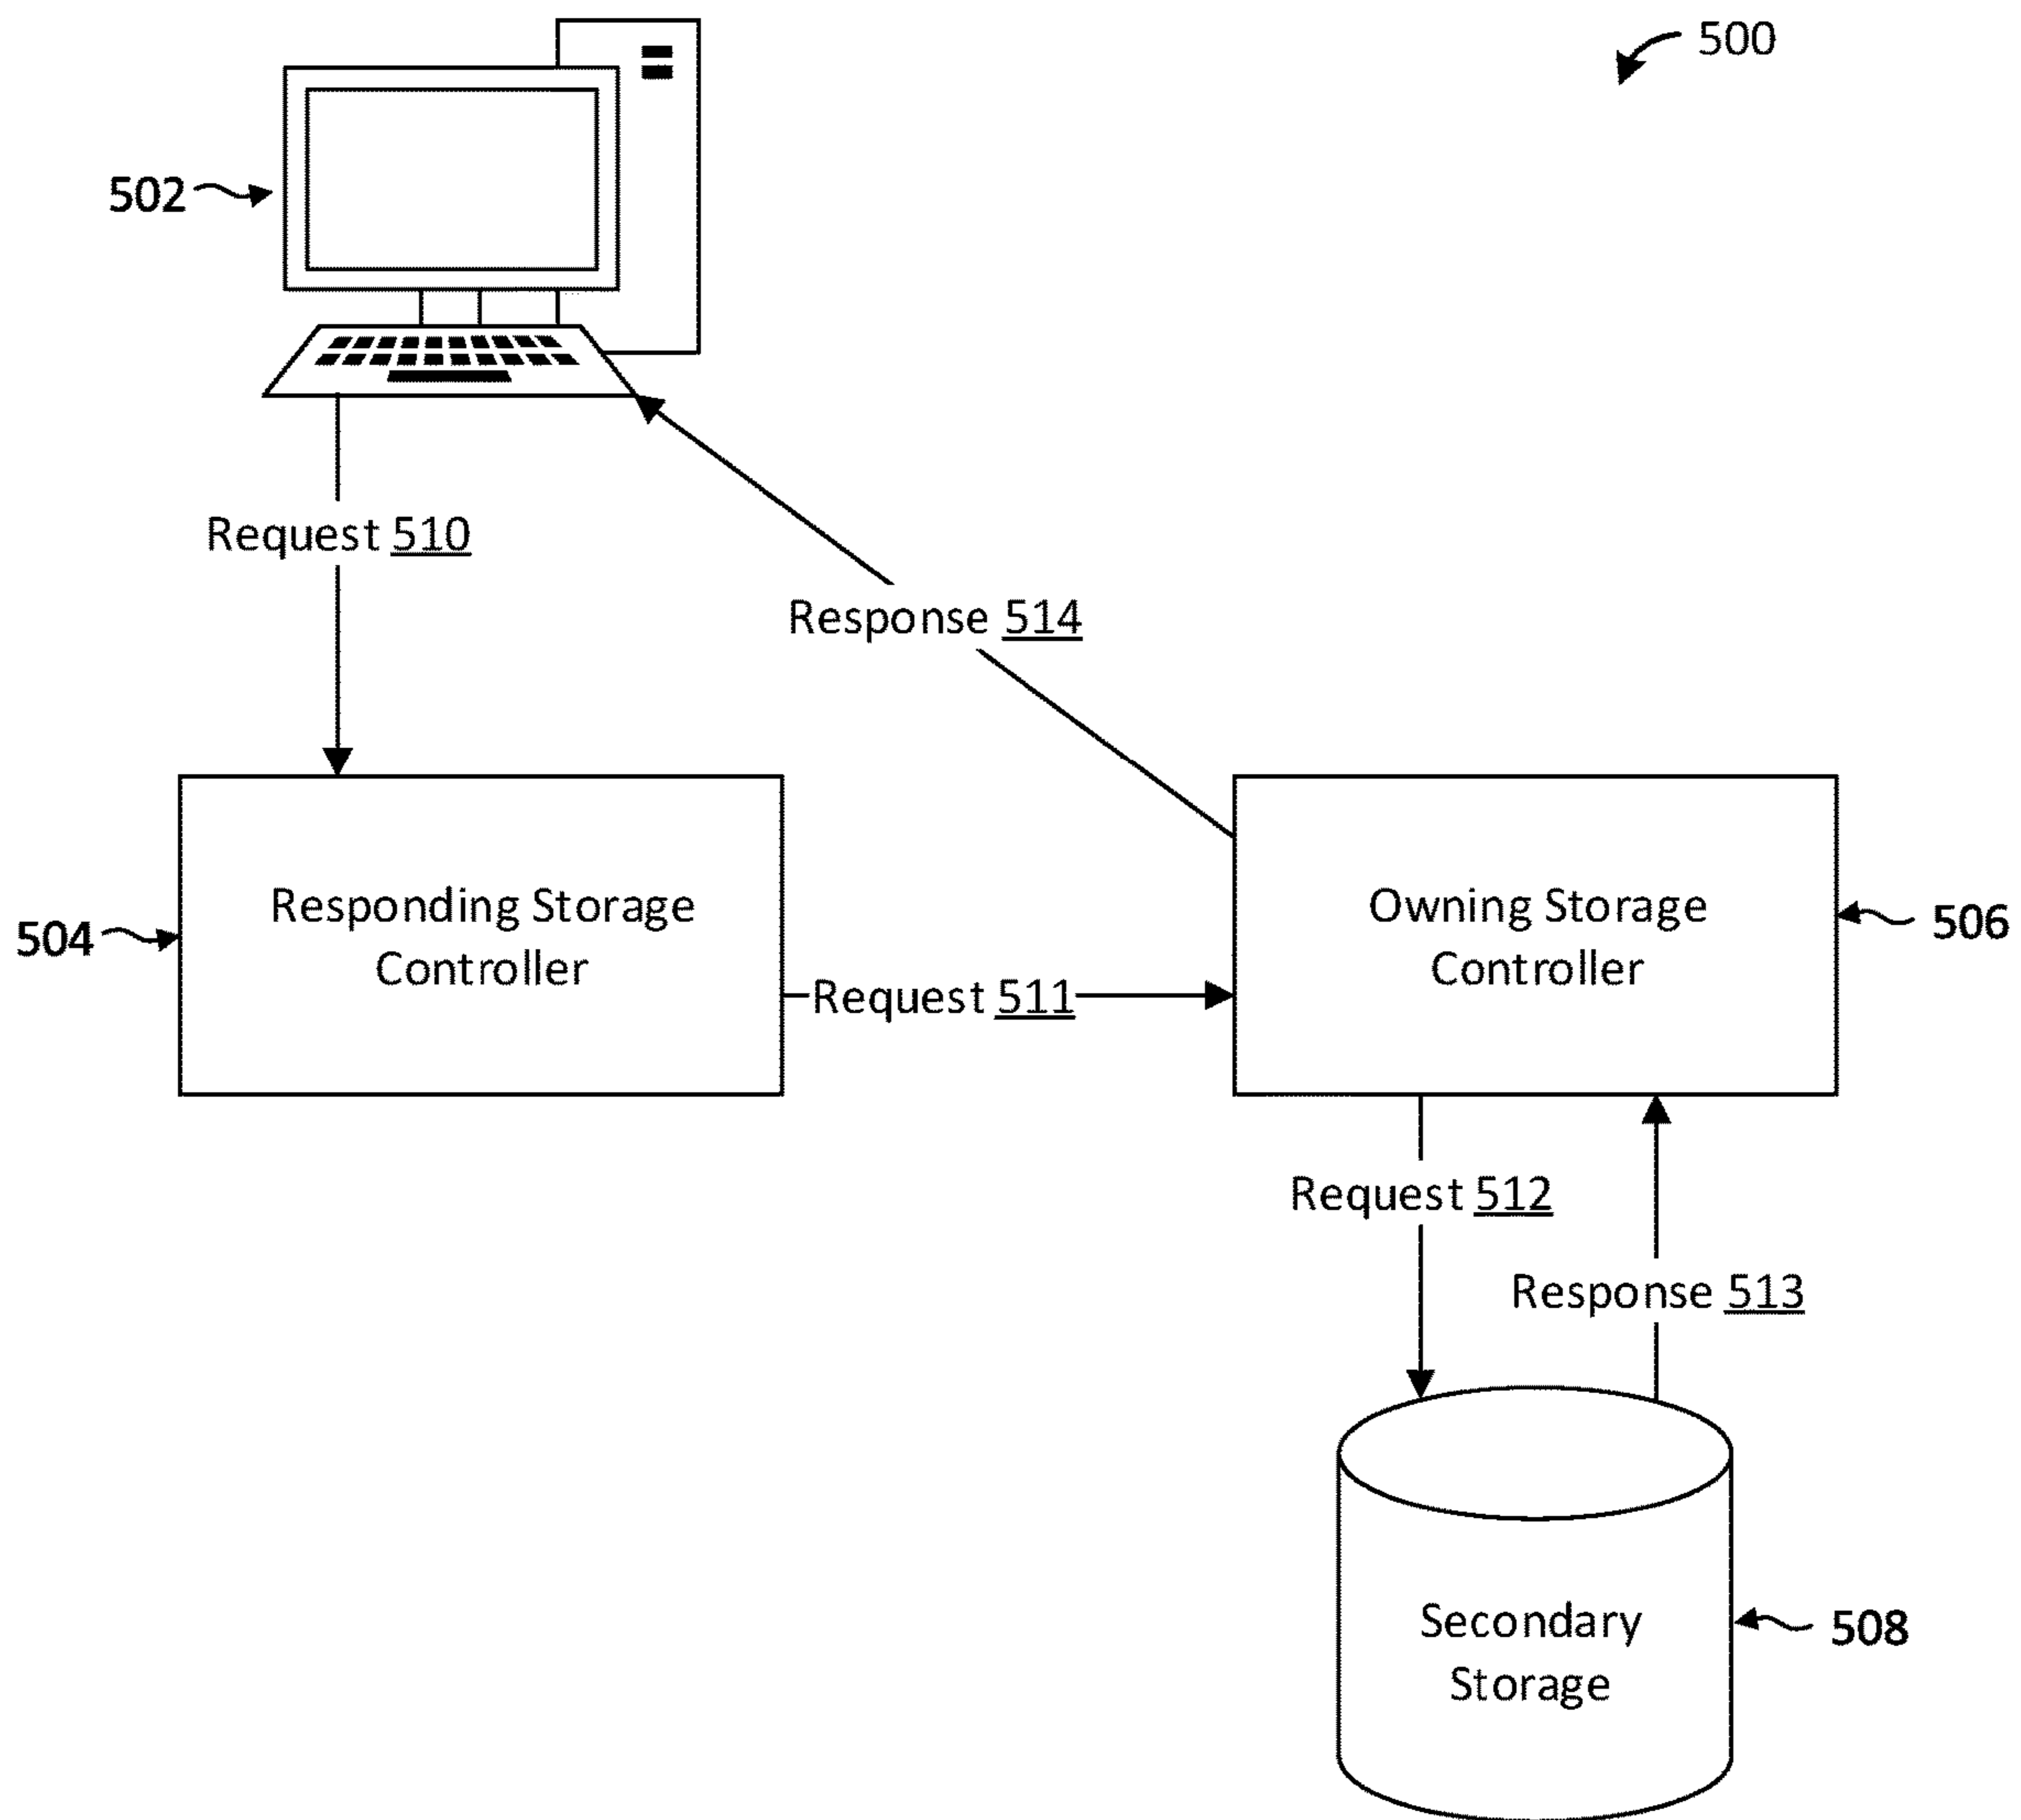 500
502
Request 510
Response 514
Responding Storage
Controller
504
Owning Storage
Controller
506
Request 511
Request 512
Response 513
Secondary
Storage
508